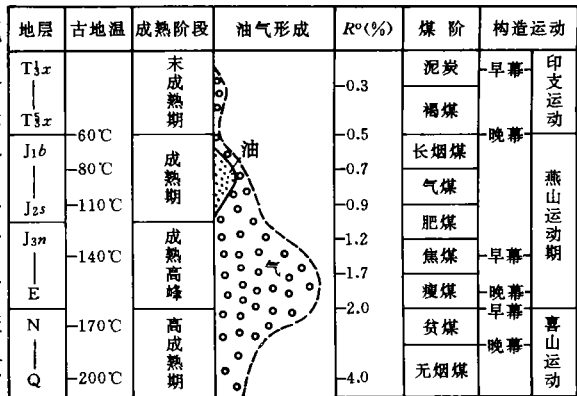 地层 古地温 成熟阶段 油气形成 R°(%) 煤阶 构造运动
T₃¹x
T₃⁵x
J₁b
J₂s
J₃n
E
N
Q
60℃
80℃
110℃
140℃
170℃
200℃
末成熟期
成熟期
成熟高峰
高成熟期
油
气
0.3
0.5
0.7
0.9
1.2
1.7
2.0
4.0
泥炭
褐煤
长烟煤
气煤
肥煤
焦煤
瘦煤
贫煤
无烟煤
早幕
晚幕
早幕
晚幕
早幕
晚幕
印支运动
燕山运动期
喜山运动